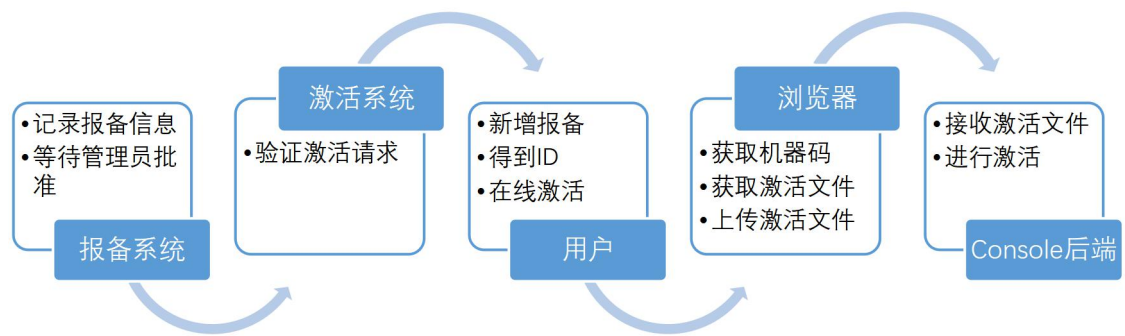 •记录报备信息
•等待管理员批
准
报备系统
激活系统
•验证激活请求
•新增报备
•得到ID
•在线激活
用户
浏览器
•获取机器码
•获取激活文件
•上传激活文件
•接收激活文件
•进行激活
Console后端